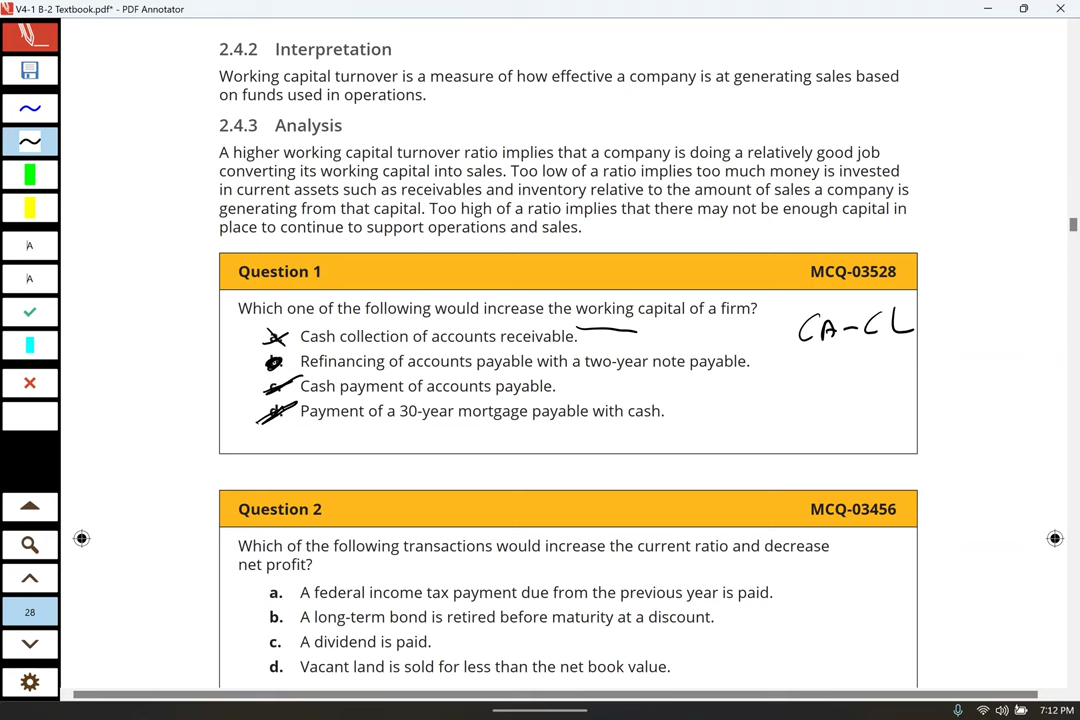 V4-1 B-2 Textbook.pdf* - PDF Annotator
2.4.2 Interpretation
Working capital turnover is a measure of how effective a company is at generating sales based
on funds used in operations.
2.4.3 Analysis
A higher working capital turnover ratio implies that a company is doing a relatively good job
converting its working capital into sales. Too low of a ratio implies too much money is invested
in current assets such as receivables and inventory relative to the amount of sales a company is
generating from that capital. Too high of a ratio implies that there may not be enough capital in
place to continue to support operations and sales.
Question 1 MCQ-03528
Which one of the following would increase the working capital of a firm?
CA-CL
a. Cash collection of accounts receivable.
Refinancing of accounts payable with a two-year note payable.
c. Cash payment of accounts payable.
d. Payment of a 30-year mortgage payable with cash.
Question 2 MCQ-03456
Which of the following transactions would increase the current ratio and decrease
net profit?
a. A federal income tax payment due from the previous year is paid.
b. A long-term bond is retired before maturity at a discount.
c. A dividend is paid.
d. Vacant land is sold for less than the net book value.
A
A
28
7:12 PM